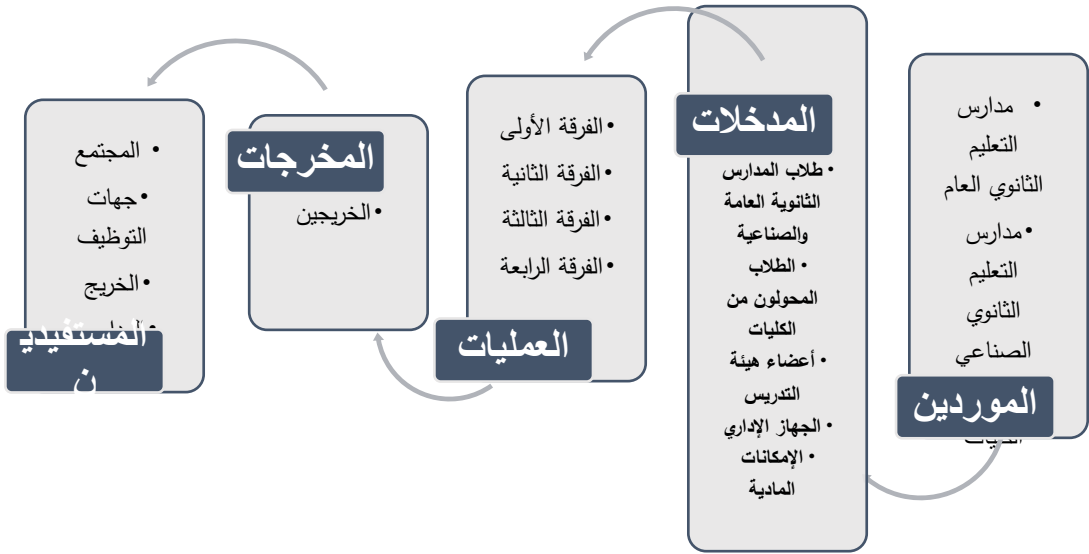 • مدارس
التعليم
الثانوي العام
• مدارس
التعليم
الثانوي
الصناعي
الموردين
المدخلات
• طلاب المدارس
الثانوية العامة
والصناعية
• الطلاب
المحولون من
الكليات
• أعضاء هيئة
التدريس
• الجهاز الإداري
• الإمكانات
المادية
• الفرقة الأولى
• الفرقة الثانية
• الفرقة الثالثة
• الفرقة الرابعة
العمليات
المخرجات
• الخريجين
• المجتمع
• جهات
التوظيف
• الخريج
المستفيدي
ن